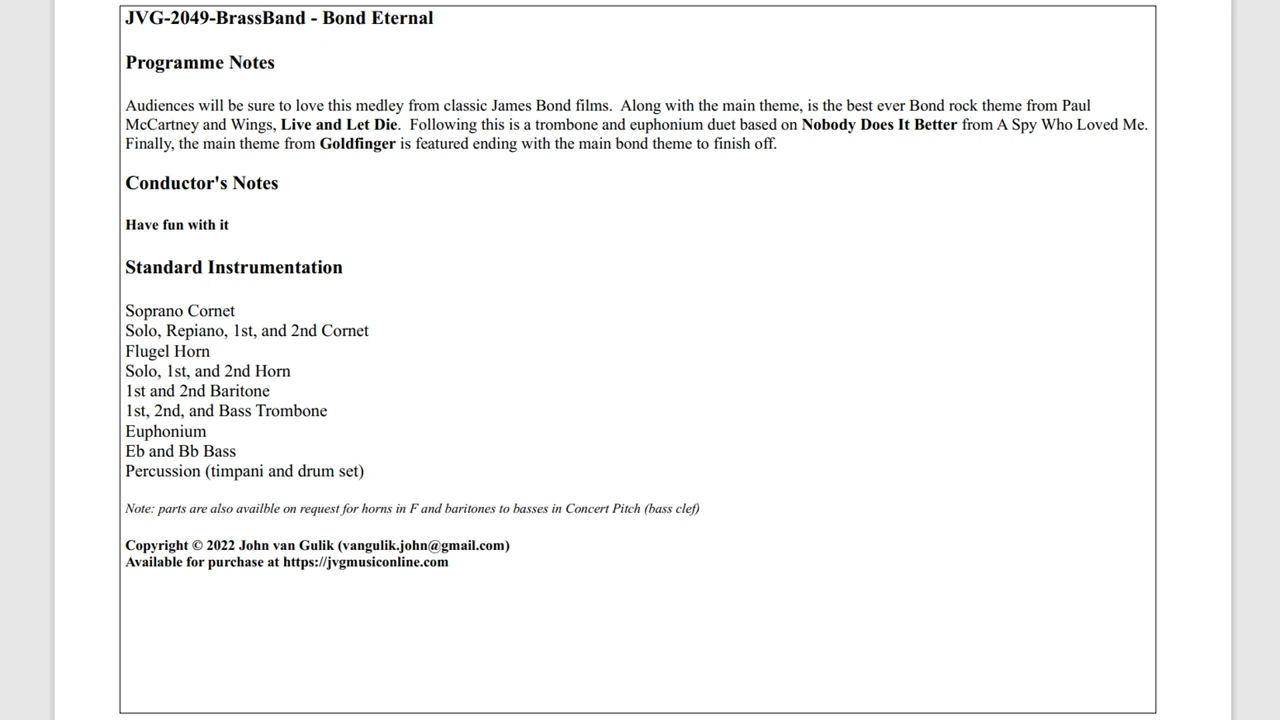 JVG-2049-BrassBand - Bond Eternal
Programme Notes
Audiences will be sure to love this medley from classic James Bond films.  Along with the main theme, is the best ever Bond rock theme from Paul
McCartney and Wings, Live and Let Die.  Following this is a trombone and euphonium duet based on Nobody Does It Better from A Spy Who Loved Me.
Finally, the main theme from Goldfinger is featured ending with the main bond theme to finish off.
Conductor's Notes
Have fun with it
Standard Instrumentation
Soprano Cornet
Solo, Repiano, 1st, and 2nd Cornet
Flugel Horn
Solo, 1st, and 2nd Horn
1st and 2nd Baritone
1st, 2nd, and Bass Trombone
Euphonium
Eb and Bb Bass
Percussion (timpani and drum set)
Note: parts are also availble on request for horns in F and baritones to basses in Concert Pitch (bass clef)
Copyright © 2022 John van Gulik (vangulik.john@gmail.com)
Available for purchase at https://jvgmusiconline.com